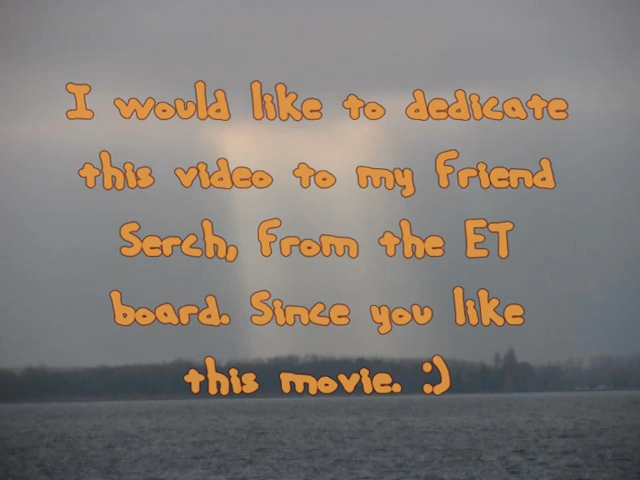 I would like to dedicate
this video to my friend
Serch, from the ET
board. Since you like
this movie. :)